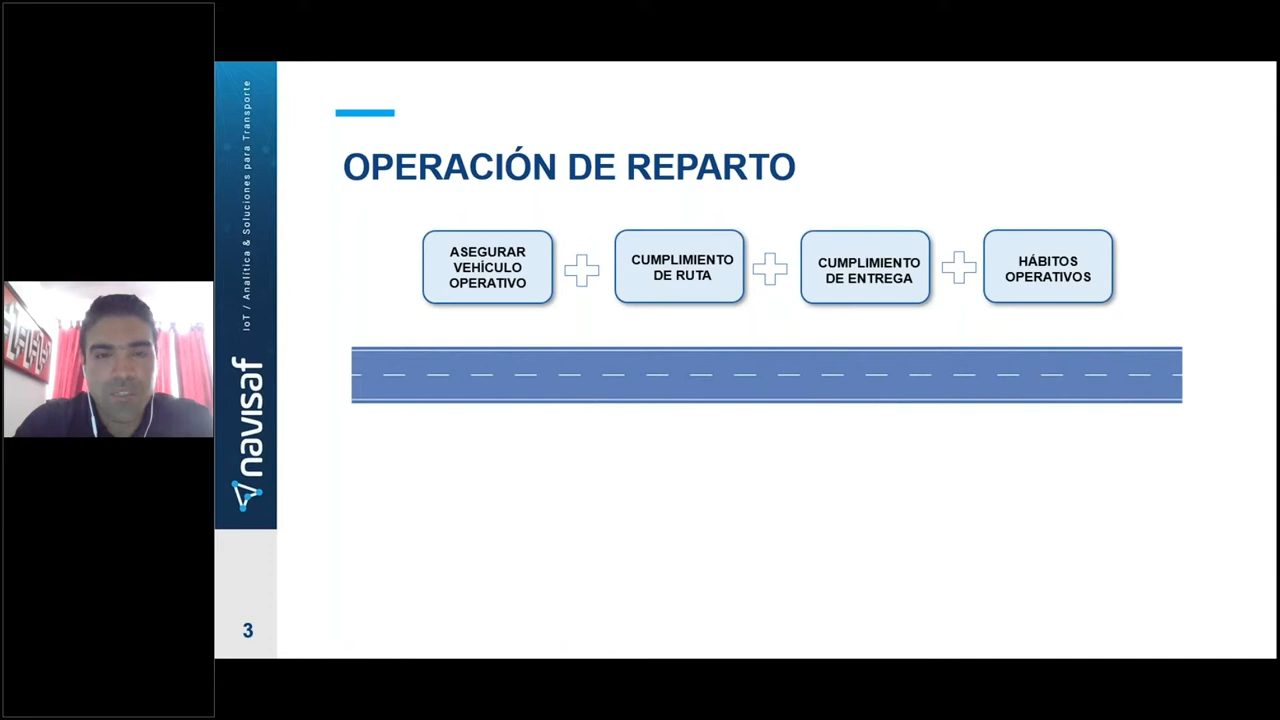 IoT / Analítica & Soluciones para Transporte
navisaf
3
OPERACIÓN DE REPARTO
ASEGURAR
VEHÍCULO
OPERATIVO
CUMPLIMIENTO
DE RUTA
CUMPLIMIENTO
DE ENTREGA
HÁBITOS
OPERATIVOS